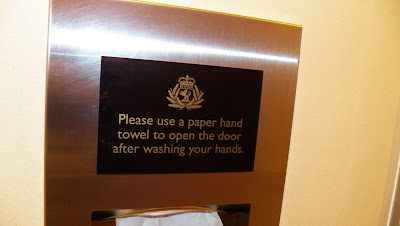 Please use a paper hand
towel to open the door
after washing your hands.